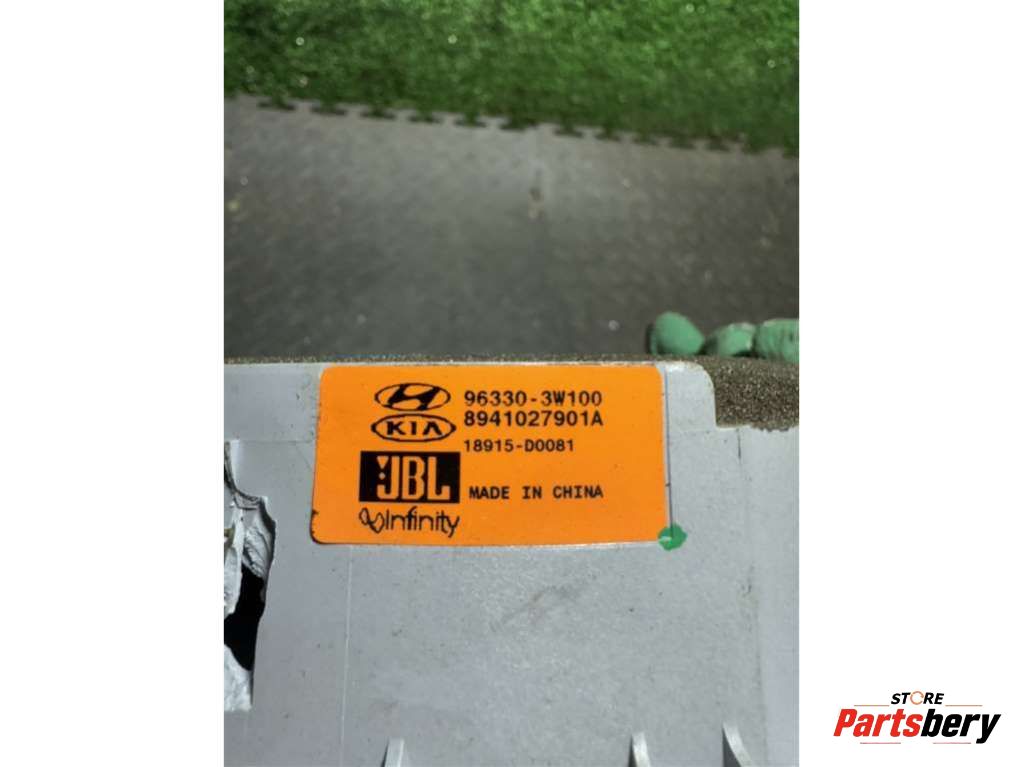 96330-3W100
KIA
8941027901A
18915-D0081
JBL
MADE IN CHINA
Infinity
STORE
Partsbery